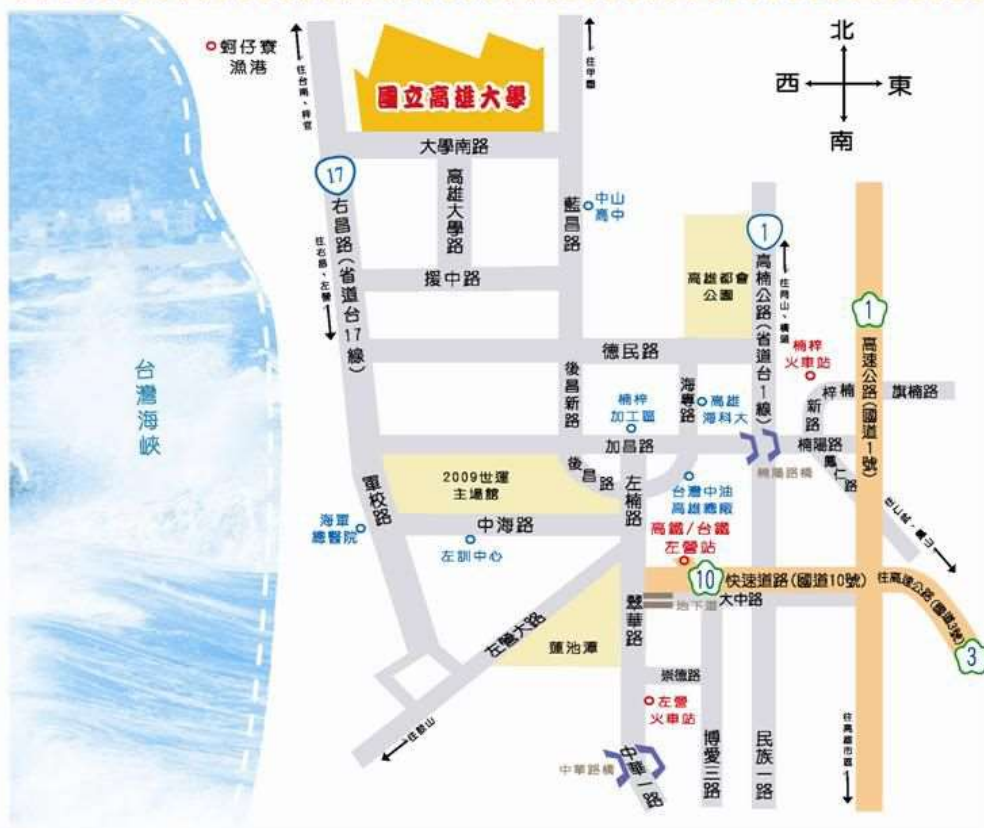 北
西
東
南
蚵仔寮
漁港
往台南、梓官
往甲圍
國立高雄大學
大學南路
17
右昌路(省道台17線)
往右昌、左營
高雄大學路
藍昌路
中山
高中
援中路
高雄都會
公園
1
高楠公路(省道台1線)
往岡山、橋頭
1
高速公路(國道1號)
德民路
楠梓
火車站
台灣海峽
後昌新路
楠梓
加工區
海專路
高雄
海科大
梓楠
新路
旗楠路
加昌路
楠陽路
楠陽路橋
鳳仁路
往仁武、鳳山
2009世運
主場館
後昌路
左楠路
台灣中油
高雄總廠
軍校路
海軍
總醫院
中海路
左訓中心
高鐵/台鐵
左營站
10
快速道路(國道10號)
往高速公路(國道3號)
3
地下道
大中路
翠華路
左營大路
蓮池潭
崇德路
左營
火車站
往鼓山
中華路橋
中華一路
博愛三路
民族一路
往高雄市區